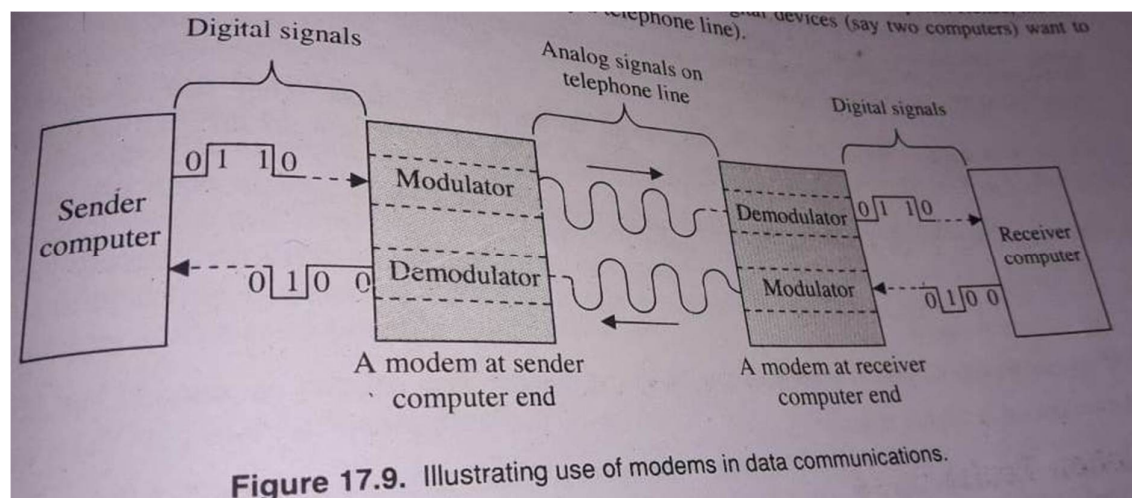 devices (say two computers) want to
telephone line).
Digital signals
Analog signals on
telephone line
Digital signals
0 1 1 0
Modulator
Demodulator
0 1 1 0
Sender
computer
Receiver
computer
0 1 0 0
Demodulator
Modulator
0 1 0 0
A modem at sender
computer end
A modem at receiver
computer end
Figure 17.9. Illustrating use of modems in data communications.